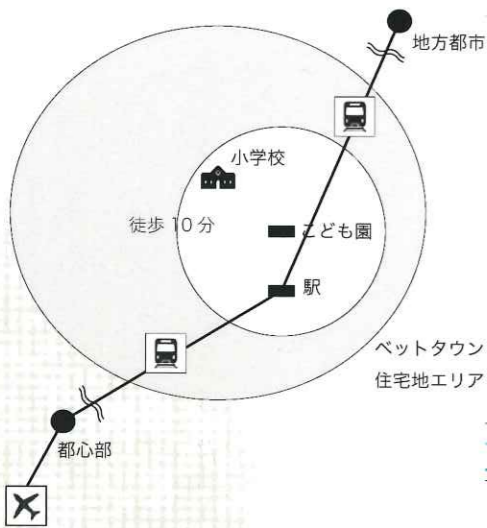 地方都市
小学校
徒歩 10 分
こども園
駅
ベットタウン
住宅地エリア
都心部